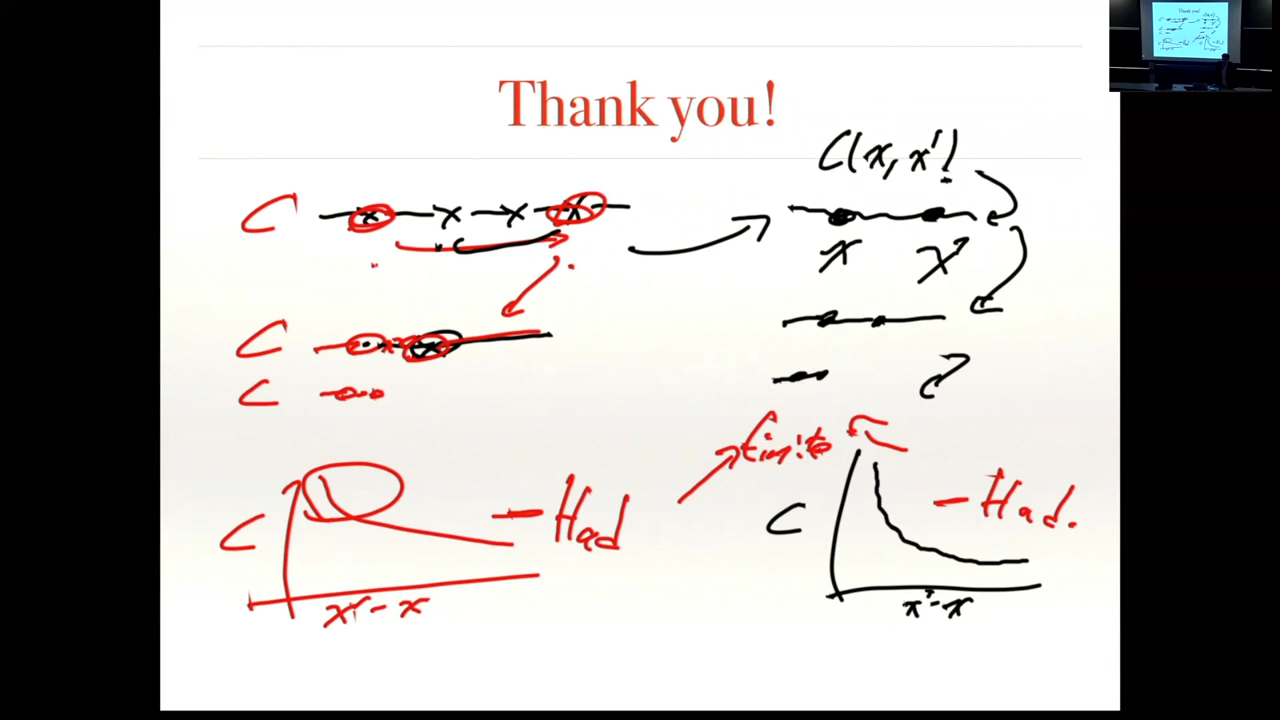 Thank you!
C(x, x')
C x x x x
x x'
C x
C
finite
C - Had
C - Had.
x' - x
x' - x